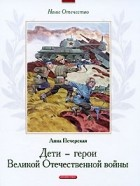 Наше Отечество
Анна Печерская
Дети – герои
Великой Отечественной войны